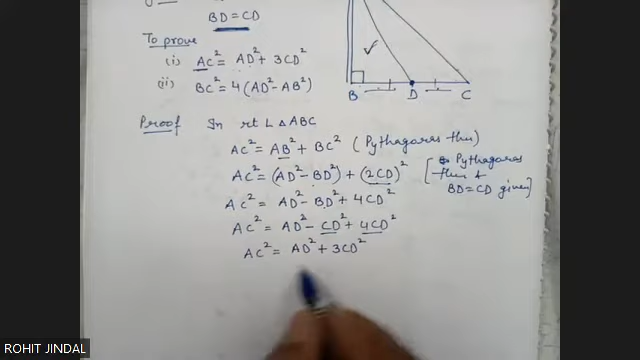 BD = CD
To prove
(i) AC² = AD² + 3CD²
(ii) BC² = 4(AD² - AB²)
B D C
Proof In rt L △ ABC
AC² = AB² + BC² (Pythagoras thm)
AC² = (AD² - BD²) + (2CD)² [Pythagoras thm & BD = CD given]
AC² = AD² - BD² + 4CD²
AC² = AD² - CD² + 4CD²
AC² = AD² + 3CD²
ROHIT JINDAL